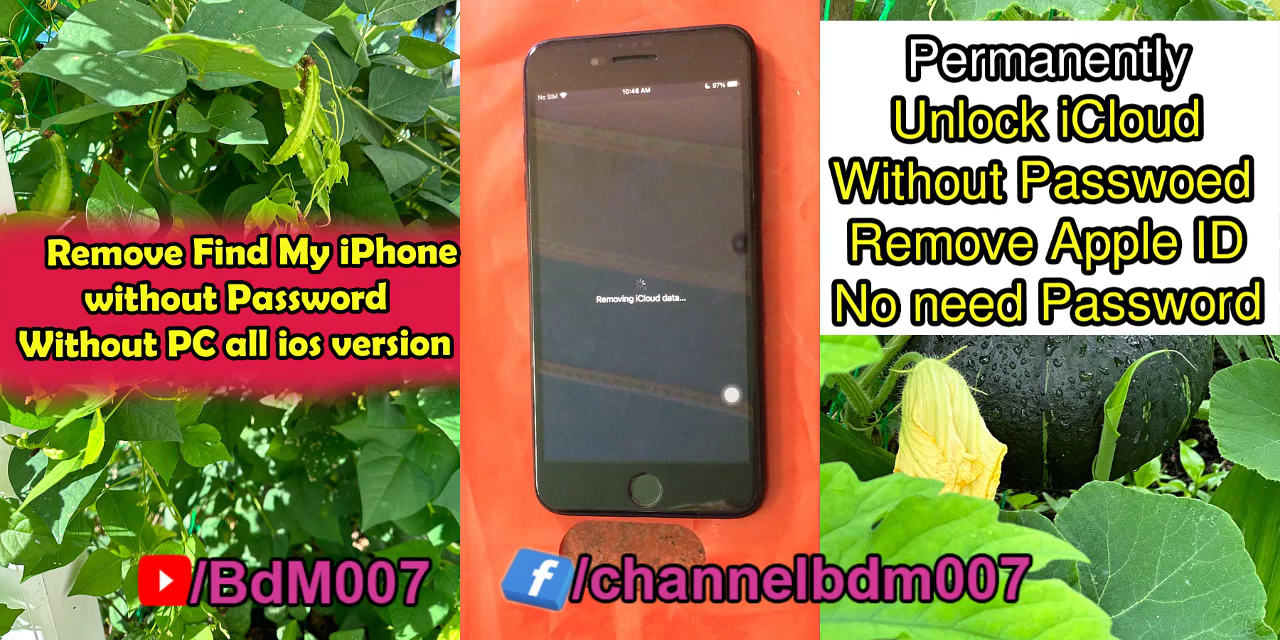 Remove Find My iPhone
without Password
Without PC all ios version
No SIM
10:46 AM
97%
Removing iCloud data...
Permanently
Unlock iCloud
Without Passwoed
Remove Apple ID
No need Password
/BdM007
f/channelbdm007